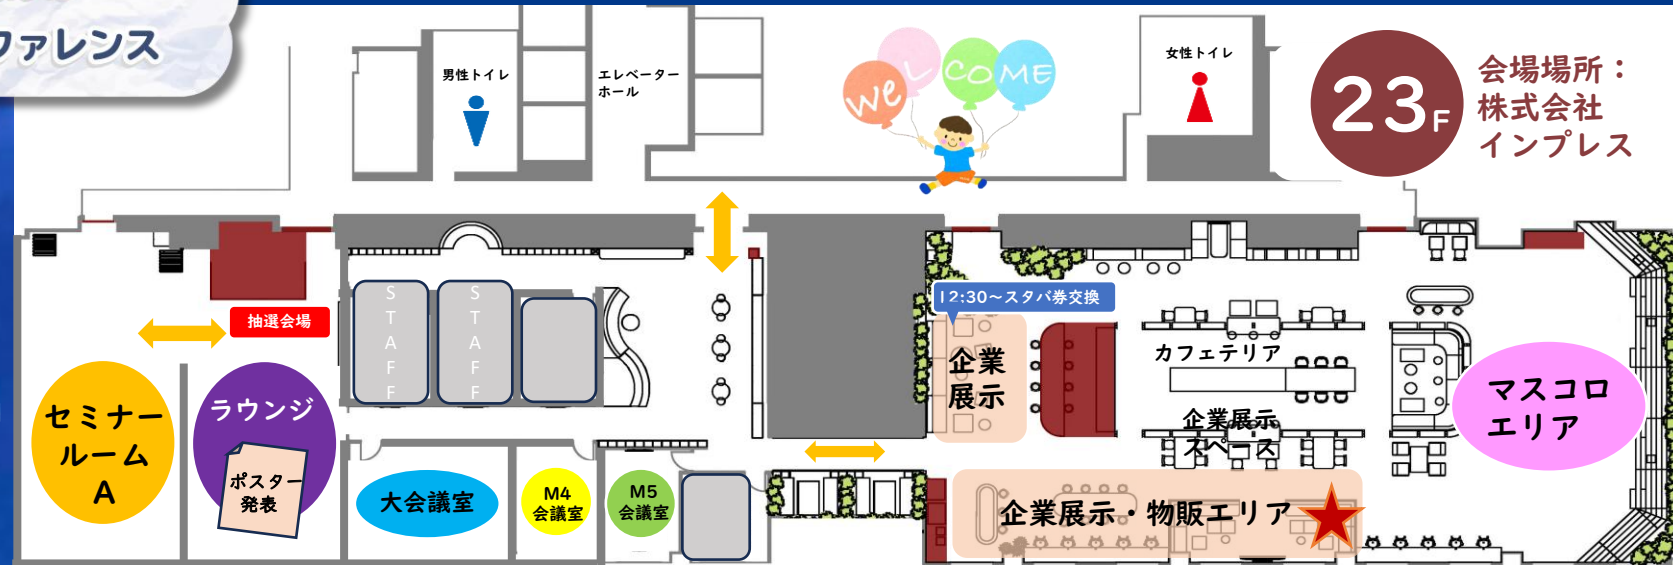 ファレンス
男性トイレ
エレベーター
ホール
We
L
CO
ME
女性トイレ
23F
会場場所：
株式会社
インプレス
抽選会場
STAFF
STAFF
12:30～スタバ券交換
企業
展示
カフェテリア
企業展示
スペース
マスコロ
エリア
セミナー
ルーム
A
ラウンジ
ポスター
発表
大会議室
M4
会議室
M5
会議室
企業展示・物販エリア